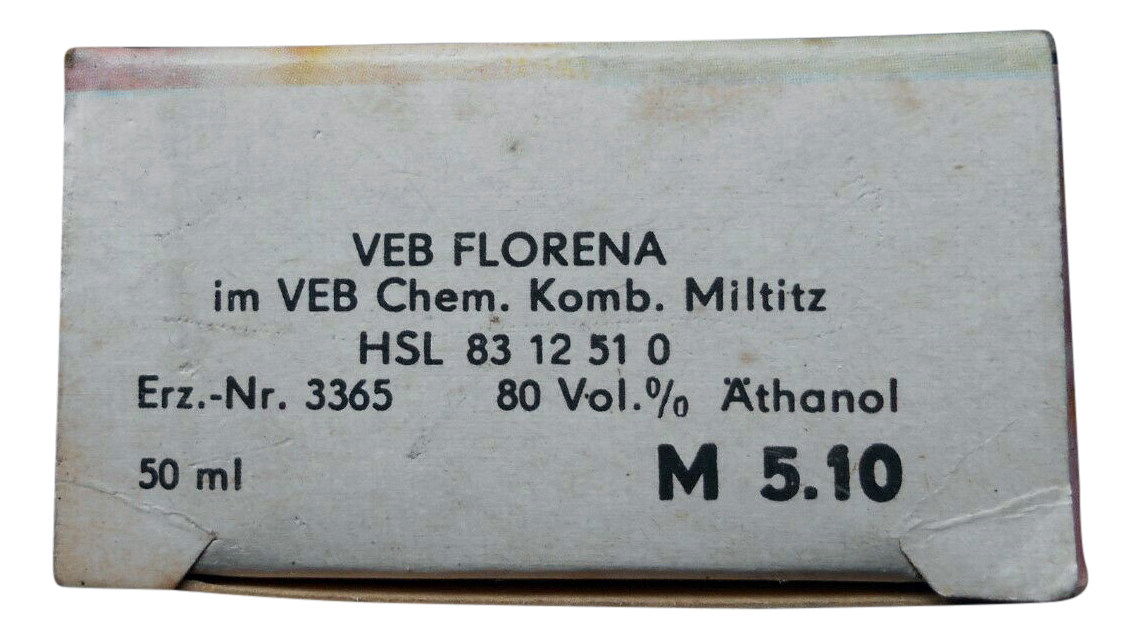 VEB FLORENA
im VEB Chem. Komb. Miltitz
HSL 83 12 51 0
Erz.-Nr. 3365 80 Vol.% Äthanol
50 ml M 5.10